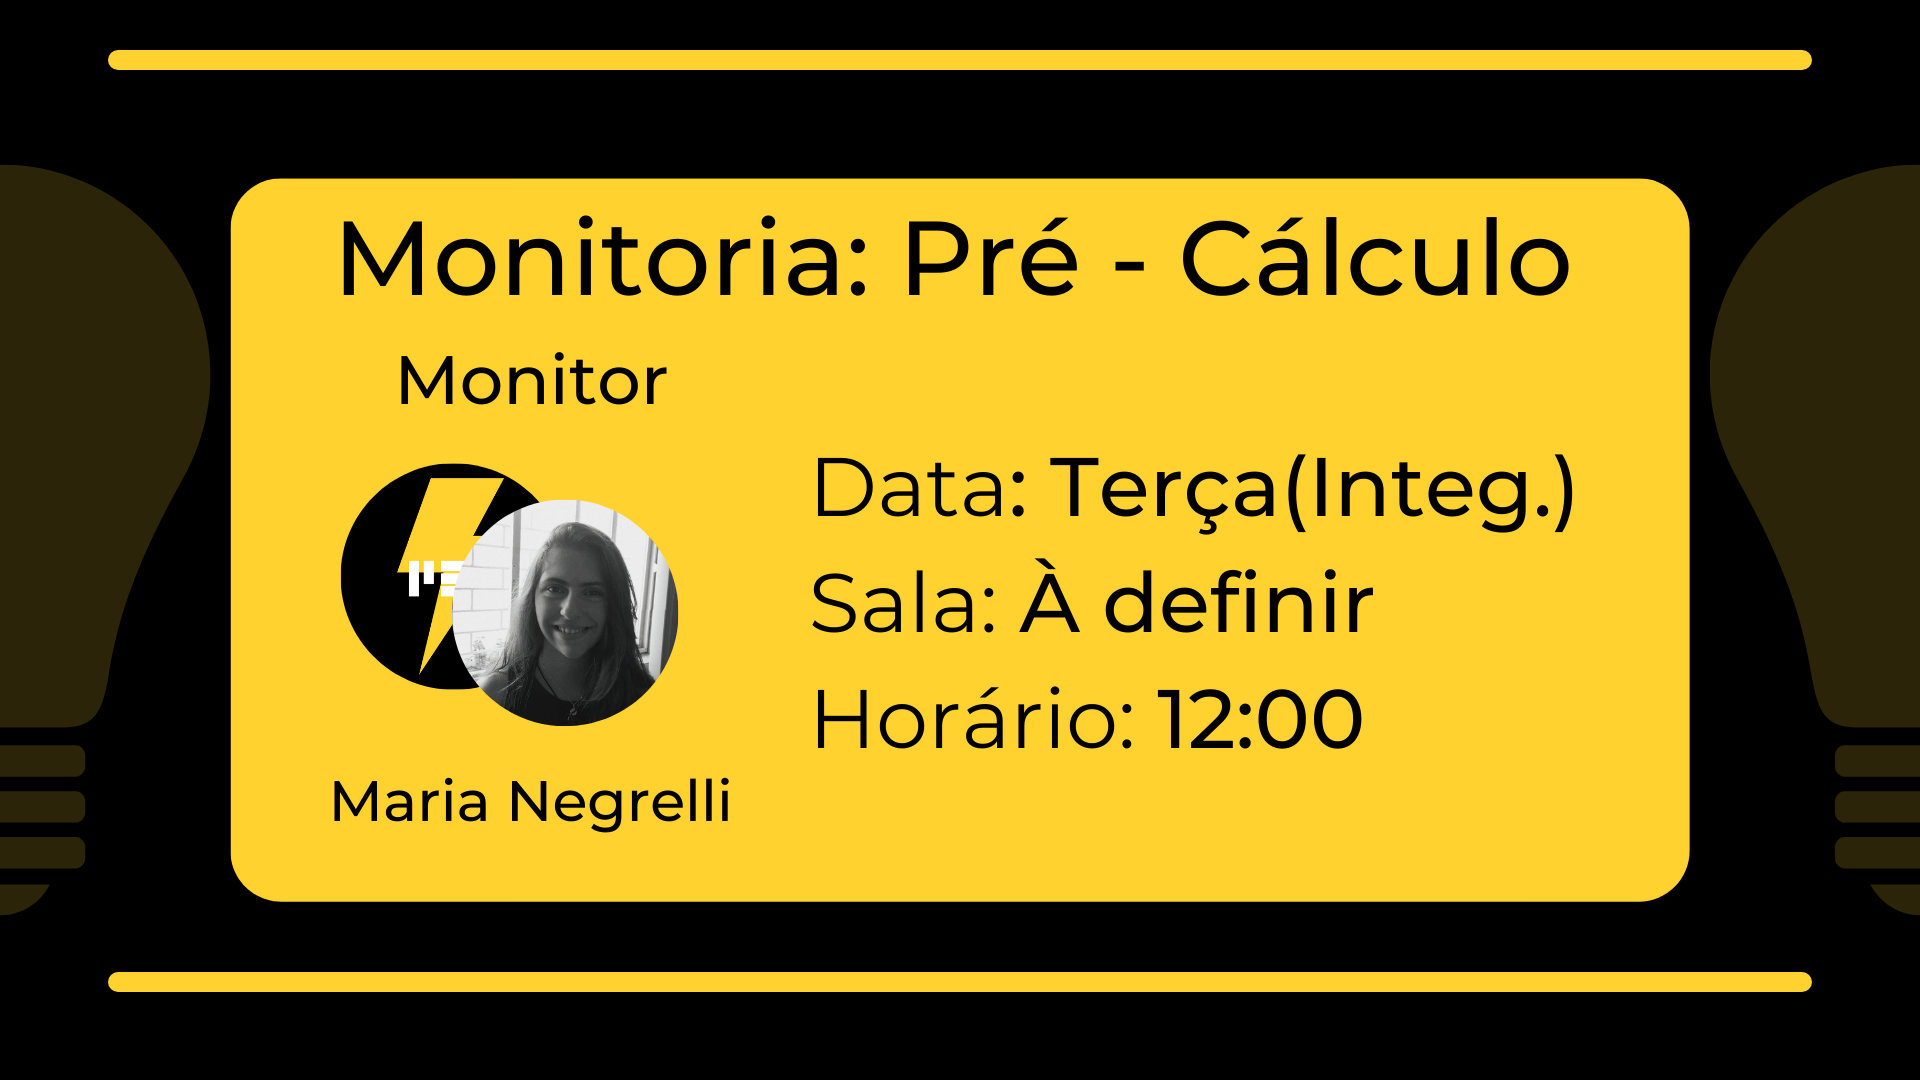 Monitoria: Pré - Cálculo
Monitor
Maria Negrelli
Data: Terça(Integ.)
Sala: À definir
Horário: 12:00